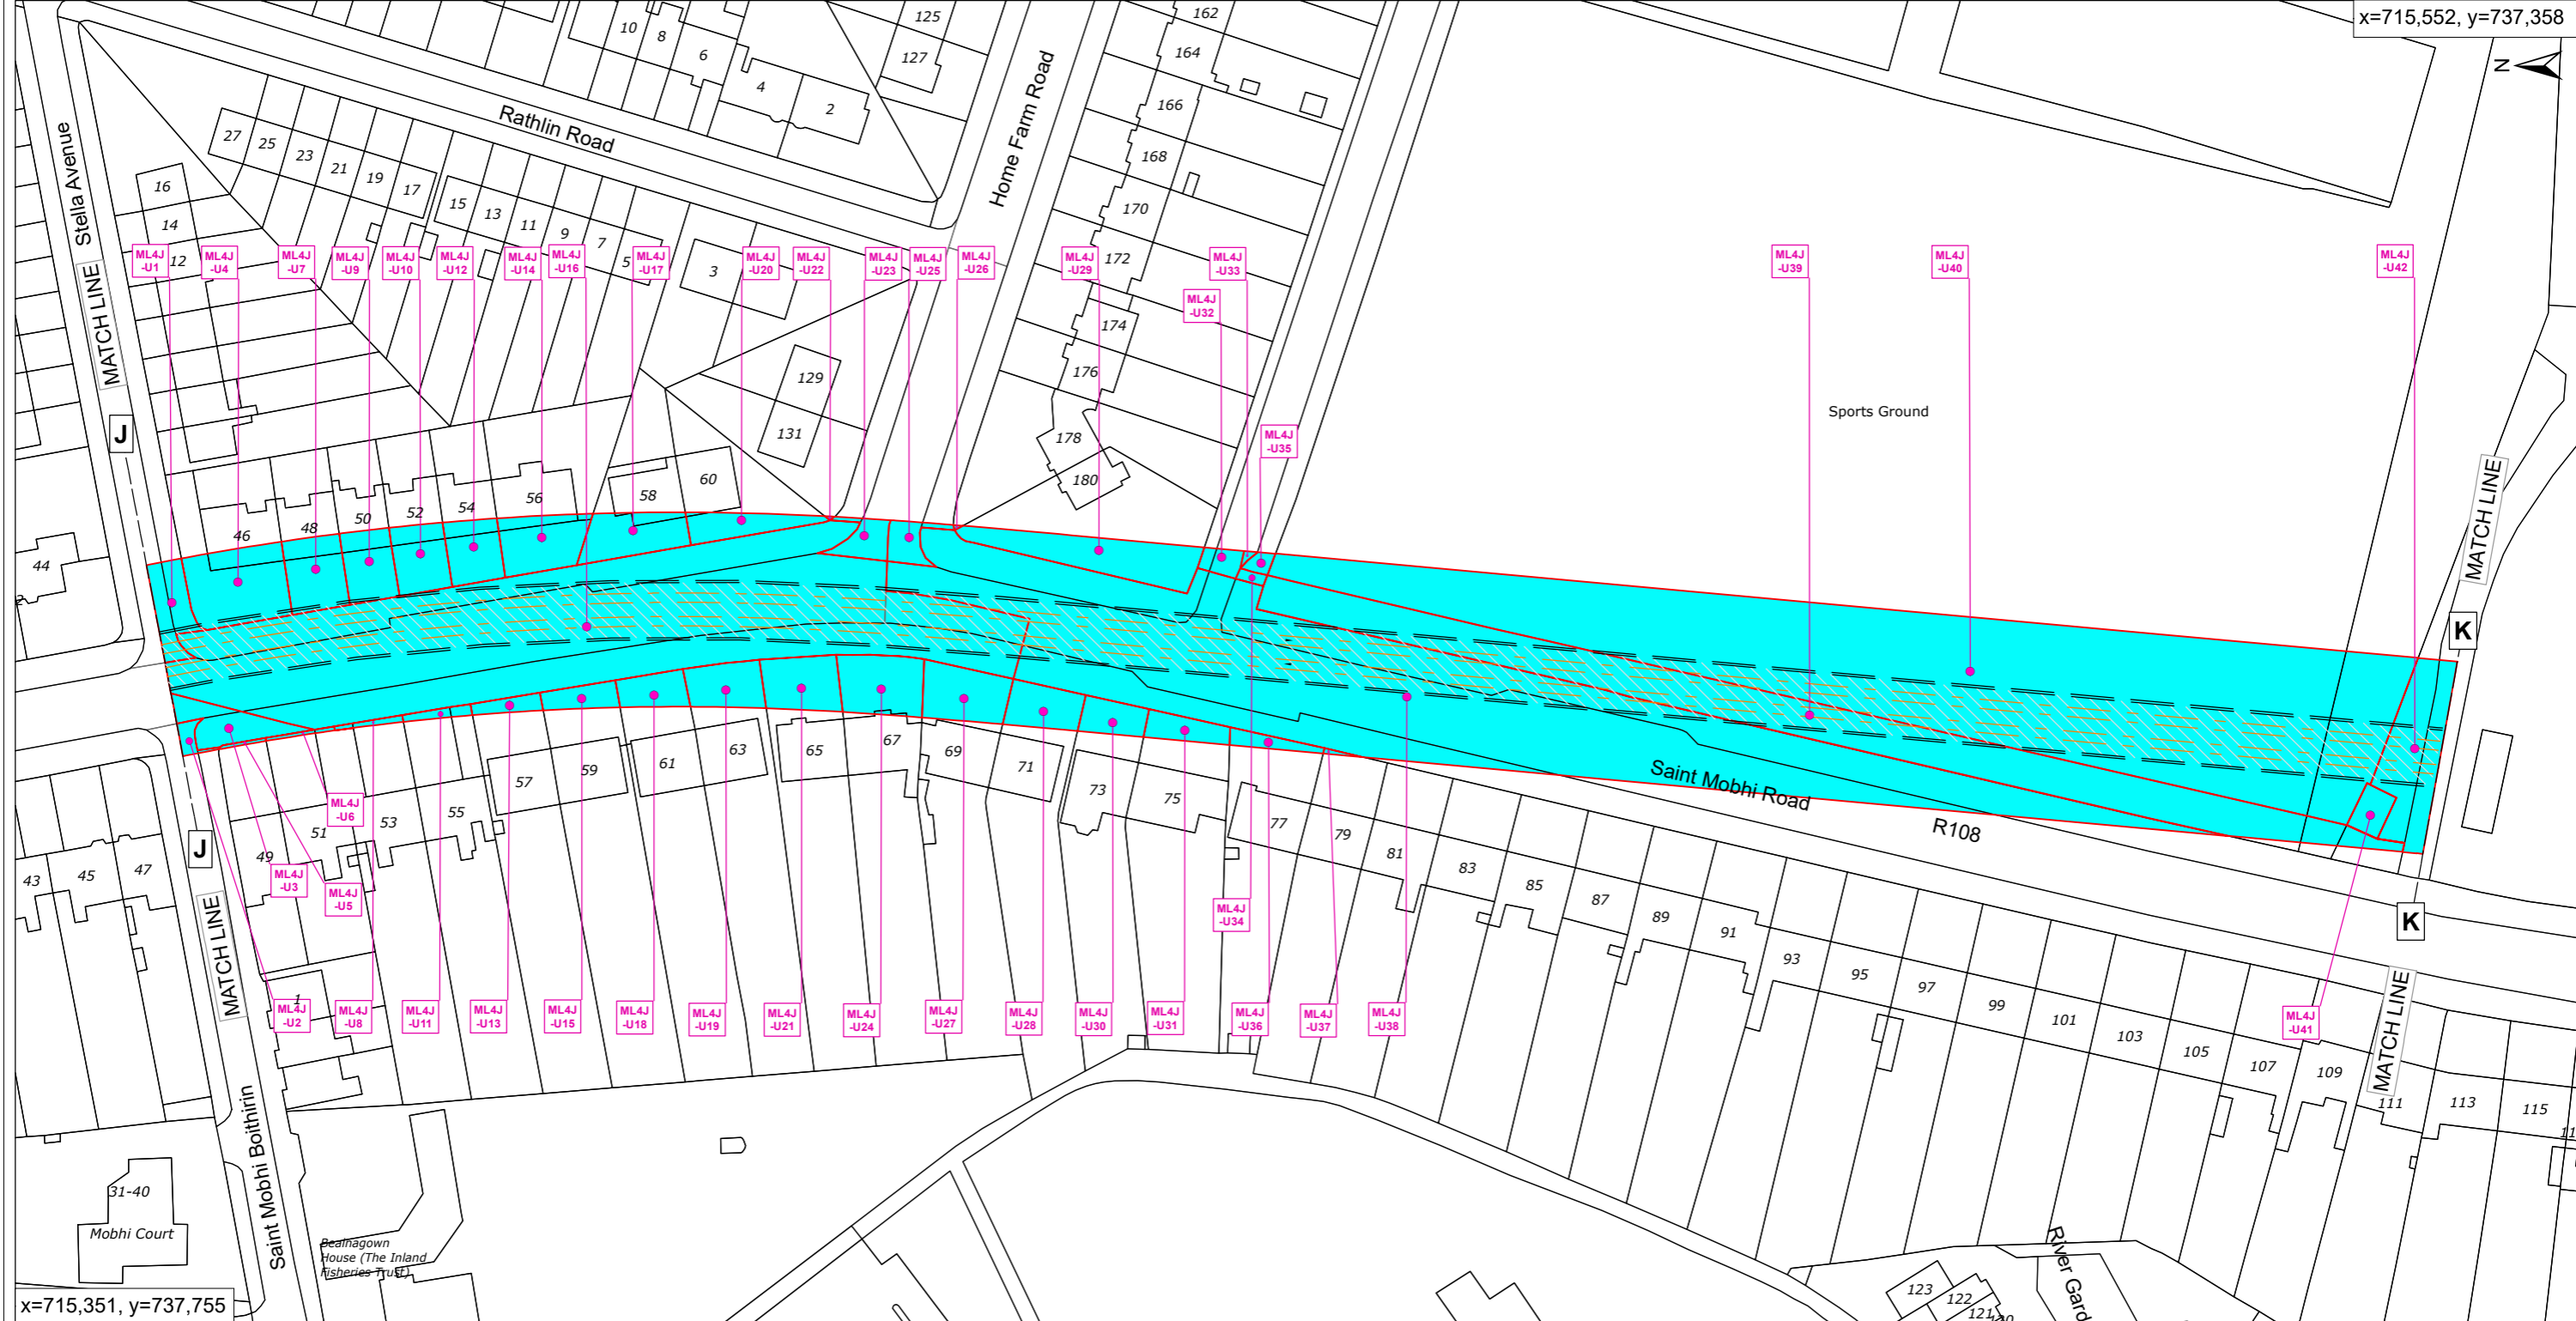 x=715,552, y=737,358
N
162
164
166
168
170
172
174
176
178
180
125
127
10
8
6
4
2
Rathlin Road
Home Farm Road
Stella Avenue
MATCH LINE
J
27
25
23
21
19
17
15
13
11
9
7
5
3
16
14
12
129
131
ML4J
-U1
ML4J
-U4
ML4J
-U7
ML4J
-U9
ML4J
-U10
ML4J
-U12
ML4J
-U14
ML4J
-U16
ML4J
-U17
ML4J
-U20
ML4J
-U22
ML4J
-U23
ML4J
-U25
ML4J
-U26
ML4J
-U29
ML4J
-U32
ML4J
-U33
ML4J
-U35
ML4J
-U39
ML4J
-U40
ML4J
-U42
Sports Ground
MATCH LINE
K
44
46
48
50
52
54
56
58
60
Saint Mobhi Road
R108
K
MATCH LINE
43
45
47
J
MATCH LINE
49
51
53
55
57
59
61
63
65
67
69
71
73
75
77
79
81
83
85
87
89
91
93
95
97
99
101
103
105
107
109
111
113
115
1
ML4J
-U6
ML4J
-U3
ML4J
-U5
ML4J
-U34
ML4J
-U2
ML4J
-U8
ML4J
-U11
ML4J
-U13
ML4J
-U15
ML4J
-U18
ML4J
-U19
ML4J
-U21
ML4J
-U24
ML4J
-U27
ML4J
-U28
ML4J
-U30
ML4J
-U31
ML4J
-U36
ML4J
-U37
ML4J
-U38
ML4J
-U41
Saint Mobhi Boithirin
31-40
Mobhi Court
Bealnagown
House (The Inland
Fisheries Trust)
River Gard
123
122
121
x=715,351, y=737,755